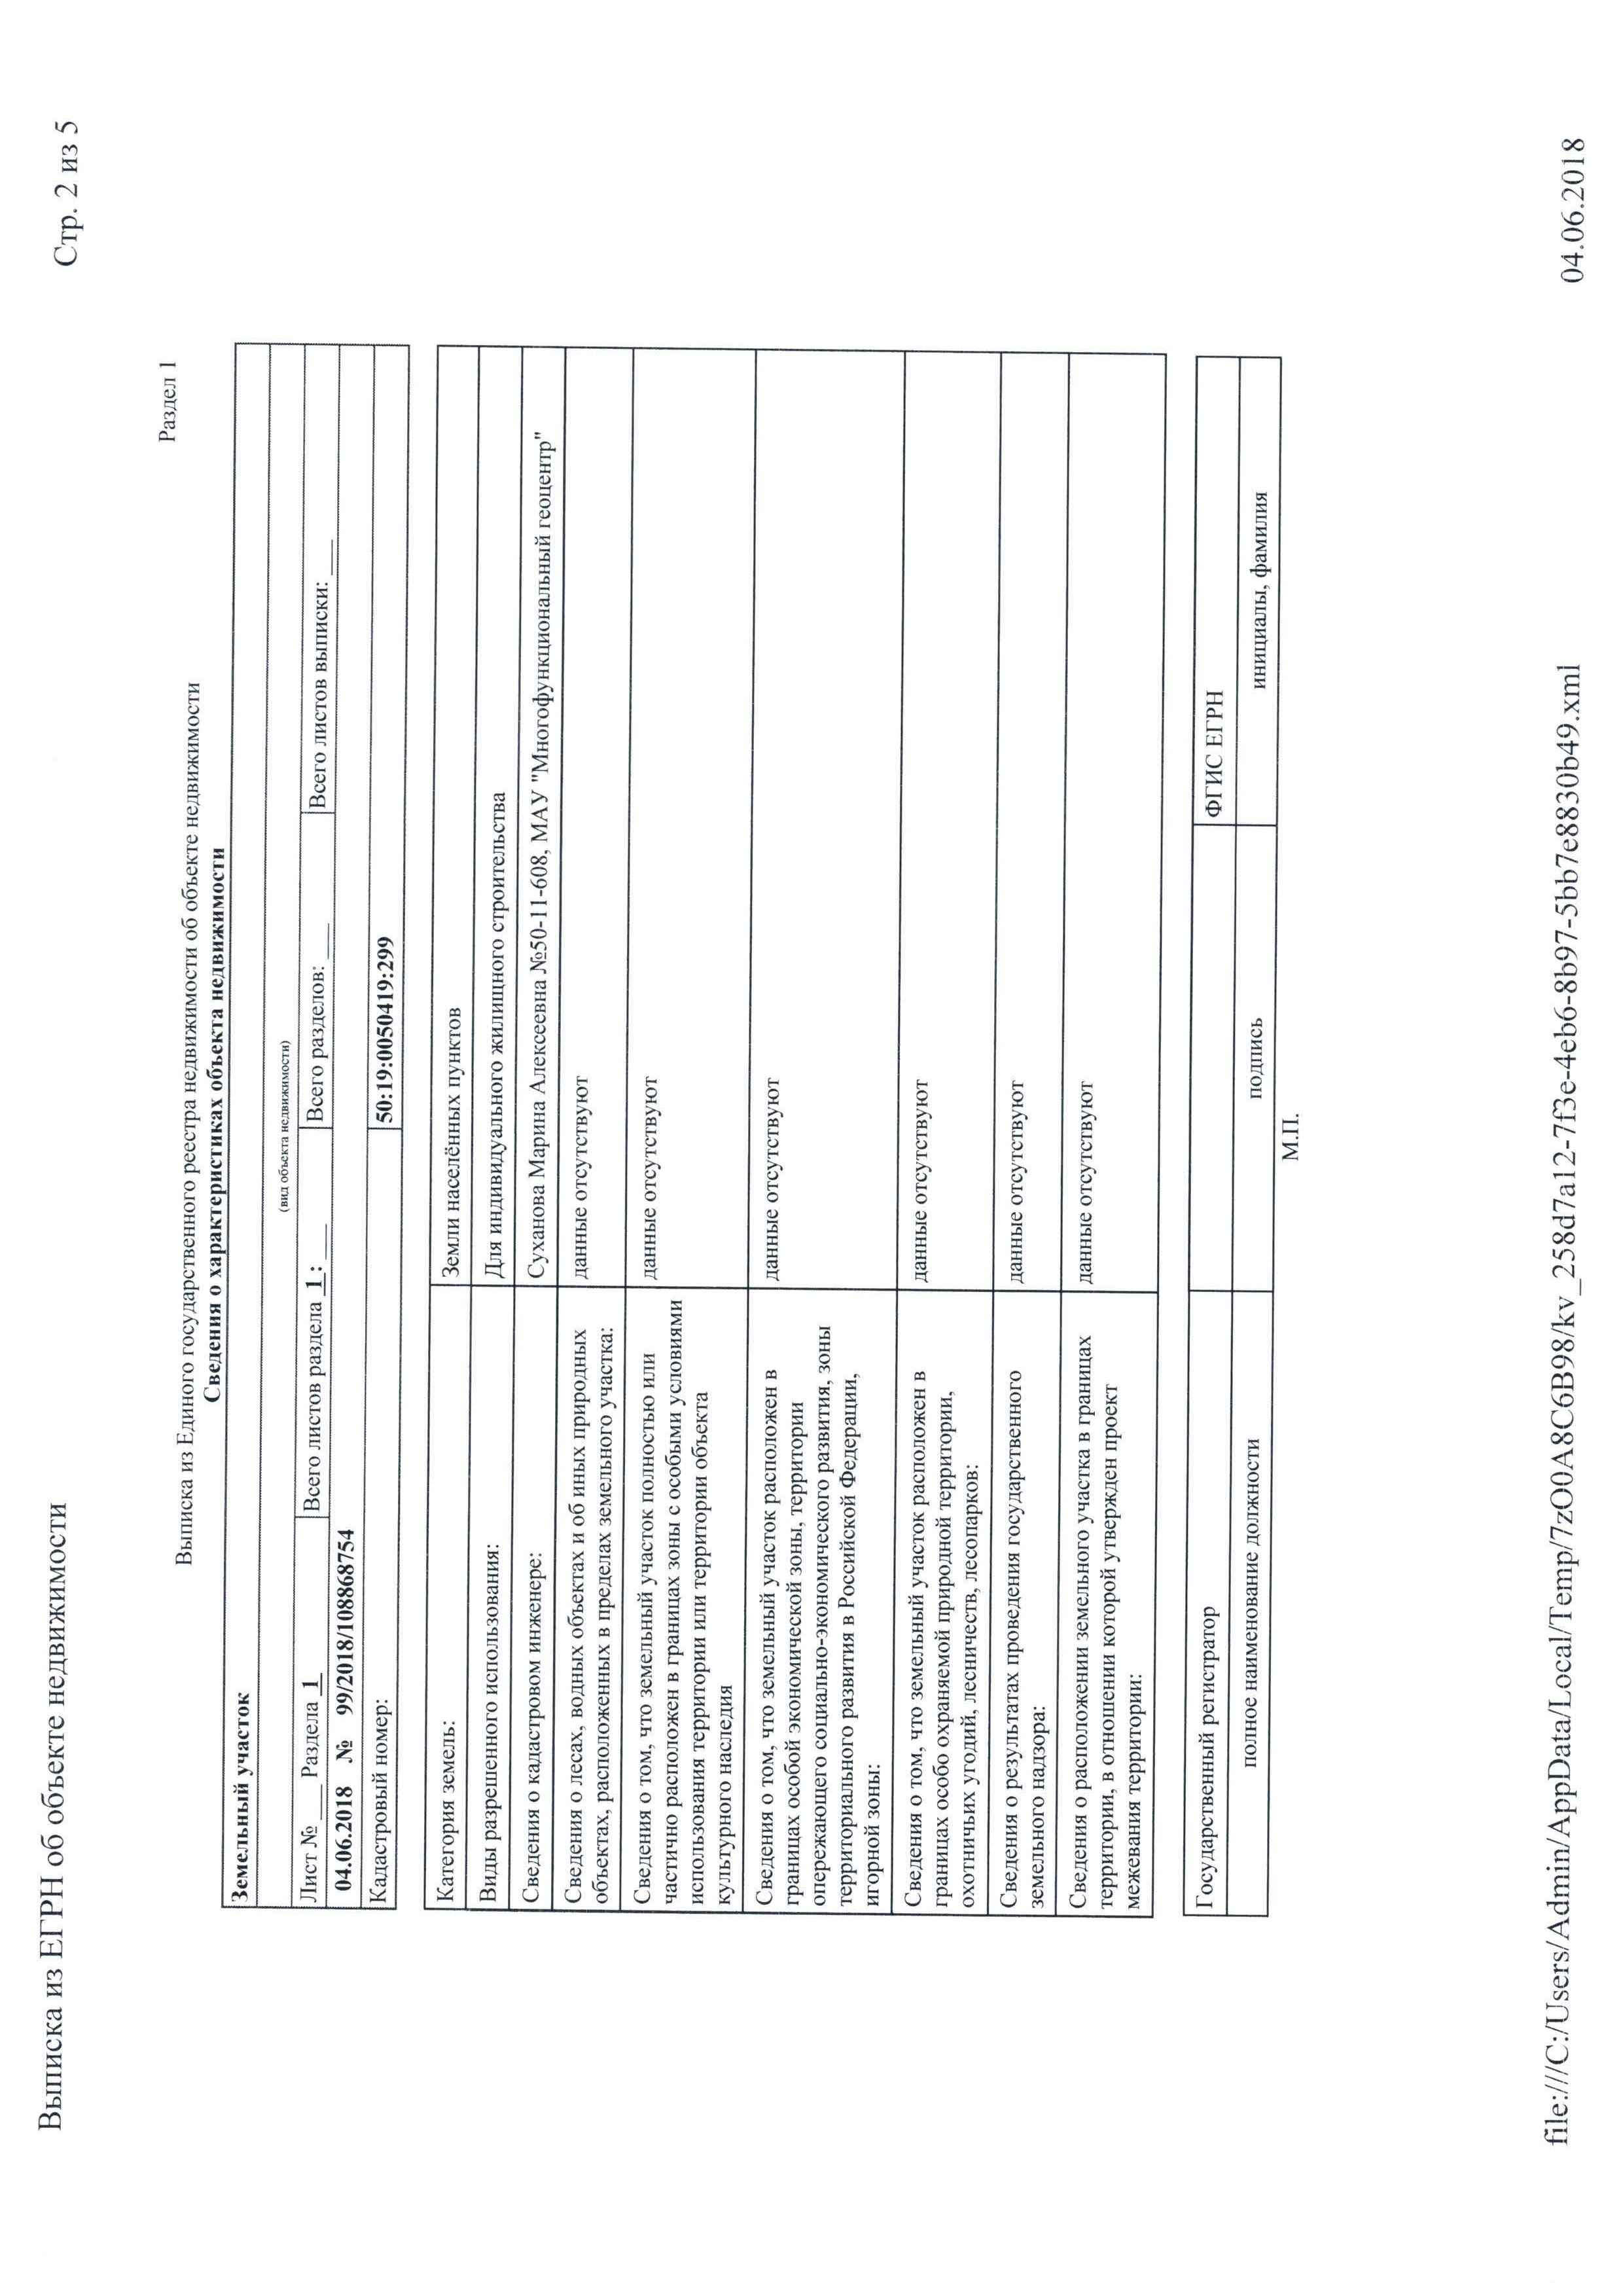 Выписка из ЕГРН об объекте недвижимости
Стр. 2 из 5
Раздел 1
Выписка из Единого государственного реестра недвижимости об объекте недвижимости
Сведения о характеристиках объекта недвижимости
Земельный участок
(вид объекта недвижимости)
Лист № ___ Раздела 1
Всего листов раздела 1 : ___
Всего разделов: ___
Всего листов выписки: ___
04.06.2018 № 99/2018/108868754
Кадастровый номер:
50:19:0050419:299
Категория земель:
Земли населённых пунктов
Виды разрешенного использования:
Для индивидуального жилищного строительства
Сведения о кадастровом инженере:
Суханова Марина Алексеевна №50-11-608, МАУ "Многофункциональный геоцентр"
Сведения о лесах, водных объектах и об иных природных
объектах, расположенных в пределах земельного участка:
данные отсутствуют
Сведения о том, что земельный участок полностью или
частично расположен в границах зоны с особыми условиями
использования территории или территории объекта
культурного наследия
данные отсутствуют
Сведения о том, что земельный участок расположен в
границах особой экономической зоны, территории
опережающего социально-экономического развития, зоны
территориального развития в Российской Федерации,
игорной зоны:
данные отсутствуют
Сведения о том, что земельный участок расположен в
границах особо охраняемой природной территории,
охотничьих угодий, лесничеств, лесопарков:
данные отсутствуют
Сведения о результатах проведения государственного
земельного надзора:
данные отсутствуют
Сведения о расположении земельного участка в границах
территории, в отношении которой утвержден проект
межевания территории:
данные отсутствуют
Государственный регистратор
ФГИС ЕГРН
полное наименование должности
подпись
инициалы, фамилия
М.П.
file:///C:/Users/Admin/AppData/Local/Temp/7zO0A8C6B98/kv_258d7a12-7f3e-4eb6-8b97-5bb7e8830b49.xml
04.06.2018